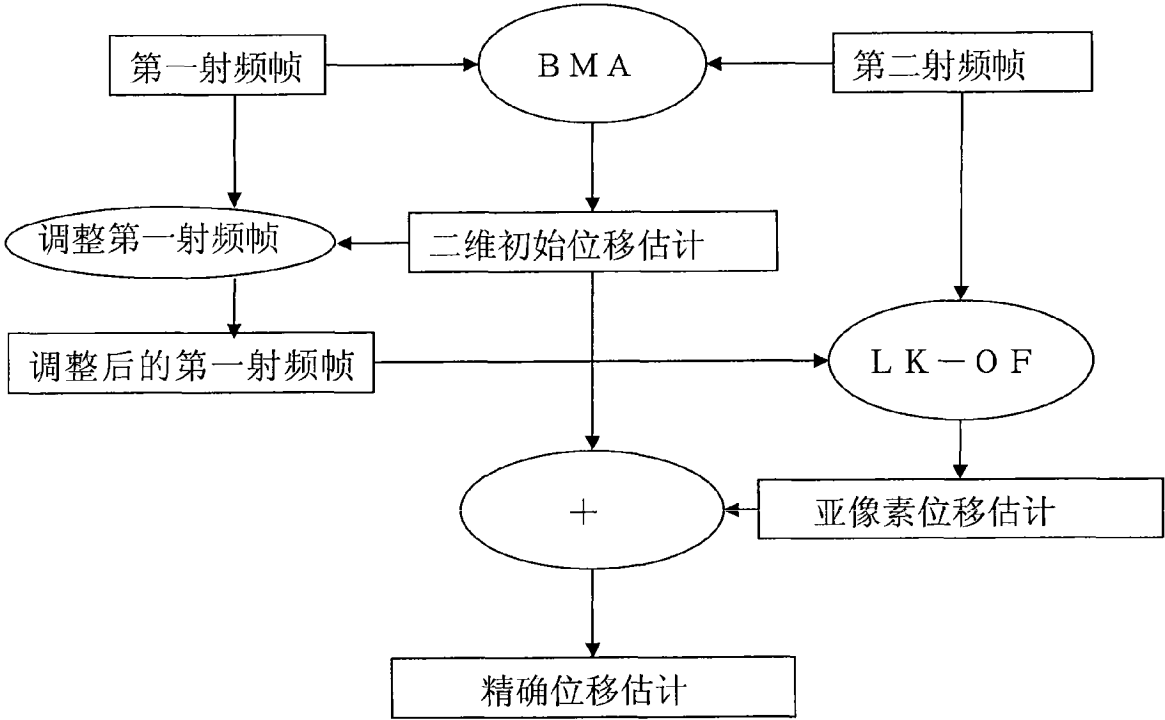 第一射频帧
BMA
第二射频帧
调整第一射频帧
二维初始位移估计
调整后的第一射频帧
LK－OF
＋
亚像素位移估计
精确位移估计